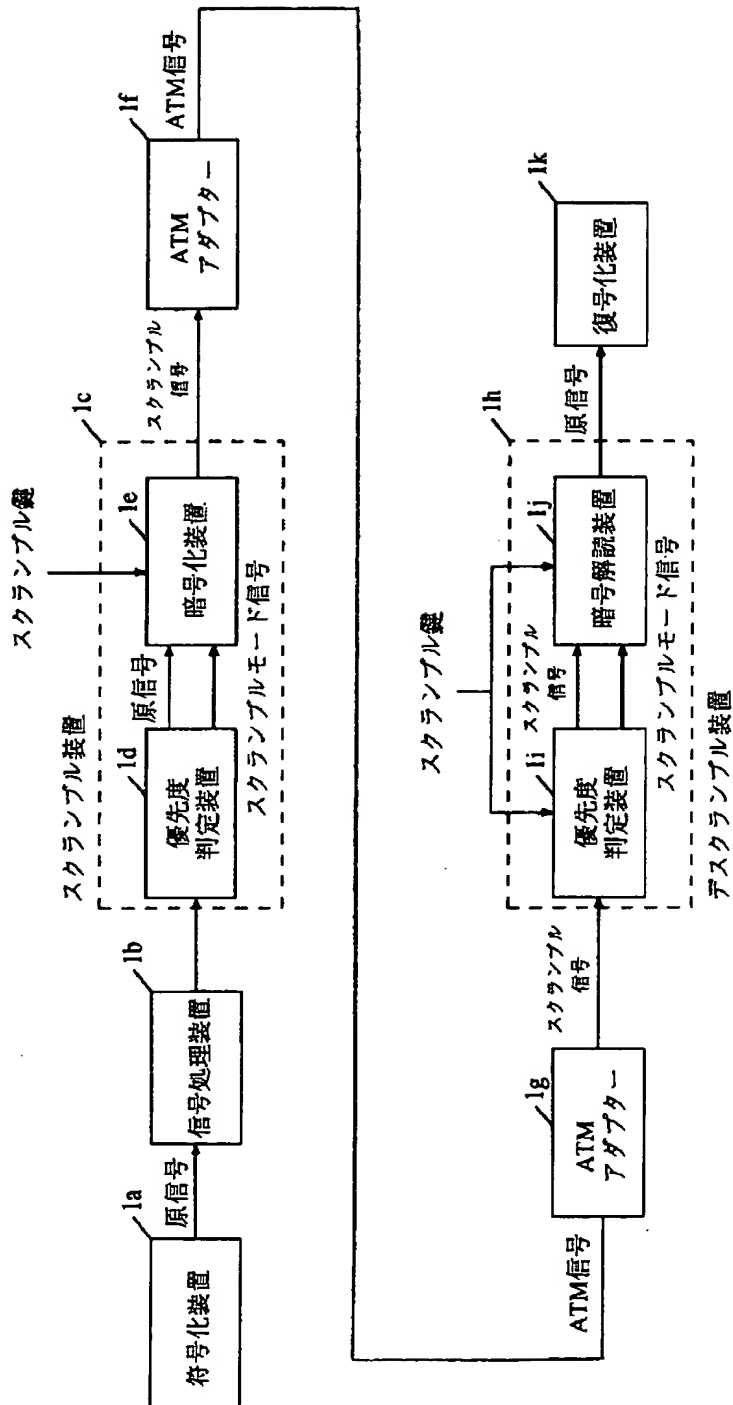 1a
符号化装置
原信号
1b
信号処理装置
スクランブル装置
1d
優先度
判定装置
原信号
スクランブルモード信号
スクランブル鍵
1c
1e
暗号化装置
スクランブル
信号
1f
ATM
アダプター
ATM信号
ATM信号
1g
ATM
アダプター
スクランブル
信号
デスクランブル装置
1i
優先度
判定装置
スクランブル
信号
スクランブルモード信号
スクランブル鍵
1h
1j
暗号解読装置
原信号
1k
復号化装置